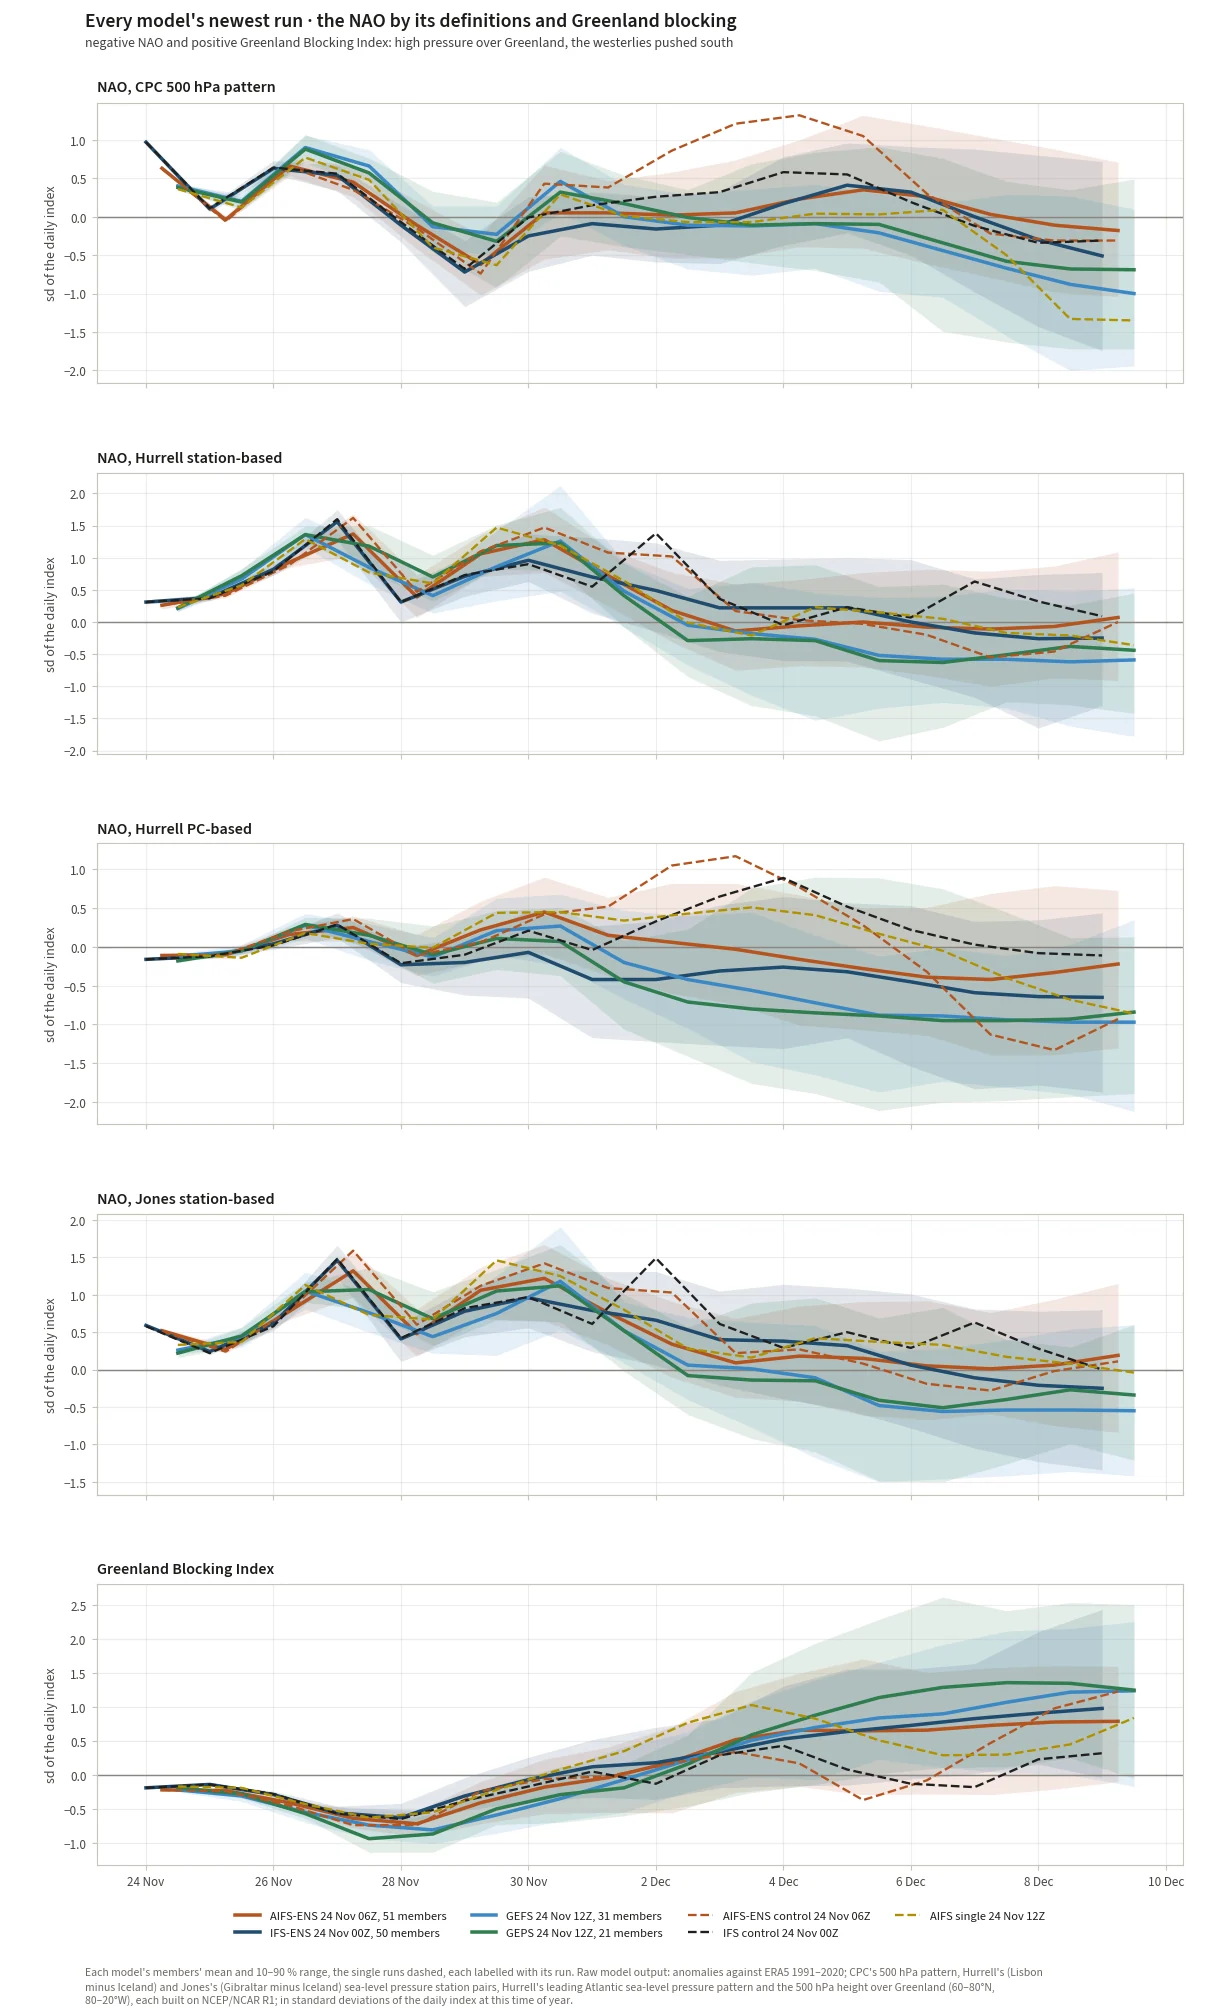 Every model's newest run · the NAO by its definitions and Greenland blocking
negative NAO and positive Greenland Blocking Index: high pressure over Greenland, the westerlies pushed south
NAO, CPC 500 hPa pattern
sd of the daily index
1.0
0.5
0.0
−0.5
−1.0
−1.5
−2.0
NAO, Hurrell station-based
sd of the daily index
2.0
1.5
1.0
0.5
0.0
−0.5
−1.0
−1.5
−2.0
NAO, Hurrell PC-based
sd of the daily index
1.0
0.5
0.0
−0.5
−1.0
−1.5
−2.0
NAO, Jones station-based
sd of the daily index
2.0
1.5
1.0
0.5
0.0
−0.5
−1.0
−1.5
Greenland Blocking Index
sd of the daily index
2.5
2.0
1.5
1.0
0.5
0.0
−0.5
−1.0
24 Nov 26 Nov 28 Nov 30 Nov 2 Dec 4 Dec 6 Dec 8 Dec 10 Dec
AIFS-ENS 24 Nov 06Z, 51 members GEFS 24 Nov 12Z, 31 members AIFS-ENS control 24 Nov 06Z AIFS single 24 Nov 12Z
IFS-ENS 24 Nov 00Z, 50 members GEPS 24 Nov 12Z, 21 members IFS control 24 Nov 00Z
Each model's members' mean and 10–90 % range, the single runs dashed, each labelled with its run. Raw model output: anomalies against ERA5 1991–2020; CPC's 500 hPa pattern, Hurrell's (Lisbon
minus Iceland) and Jones's (Gibraltar minus Iceland) sea-level pressure station pairs, Hurrell's leading Atlantic sea-level pressure pattern and the 500 hPa height over Greenland (60–80°N,
80–20°W), each built on NCEP/NCAR R1; in standard deviations of the daily index at this time of year.